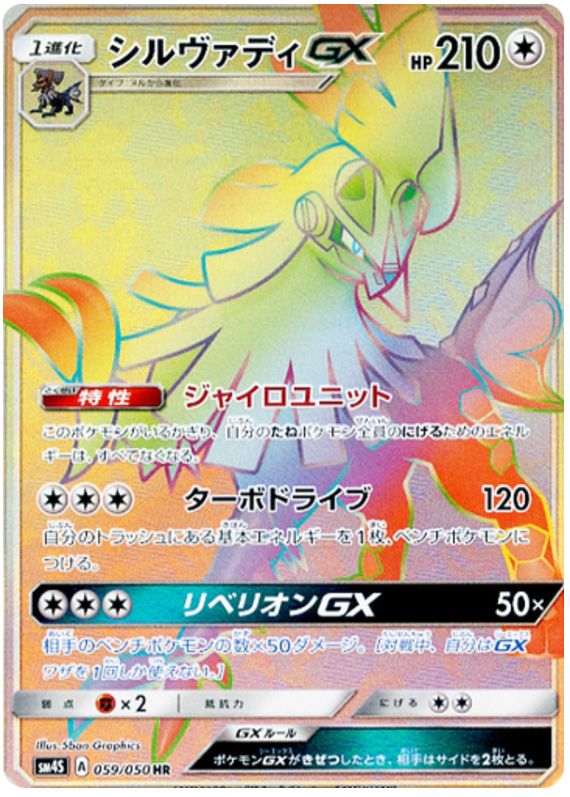 1進化 シルヴァディGX HP210
タイプ:ヌルから進化
特性 ジャイロユニット
このポケモンがいるかぎり、自分のたねポケモン全員のにげるためのエネル
ギーは、すべてなくなる。
ターボドライブ 120
自分のトラッシュにある基本エネルギーを1枚、ベンチポケモンに
つける。
リベリオンGX 50×
相手のベンチポケモンの数×50ダメージ。[対戦中、自分はGX
ワザを1回しか使えない。]
弱点 ×2 抵抗力 にげる
Illus. 5ban Graphics
GXルール
SM4S A 059/050 HR
ポケモンGXがきぜつしたとき、相手はサイドを2枚とる。